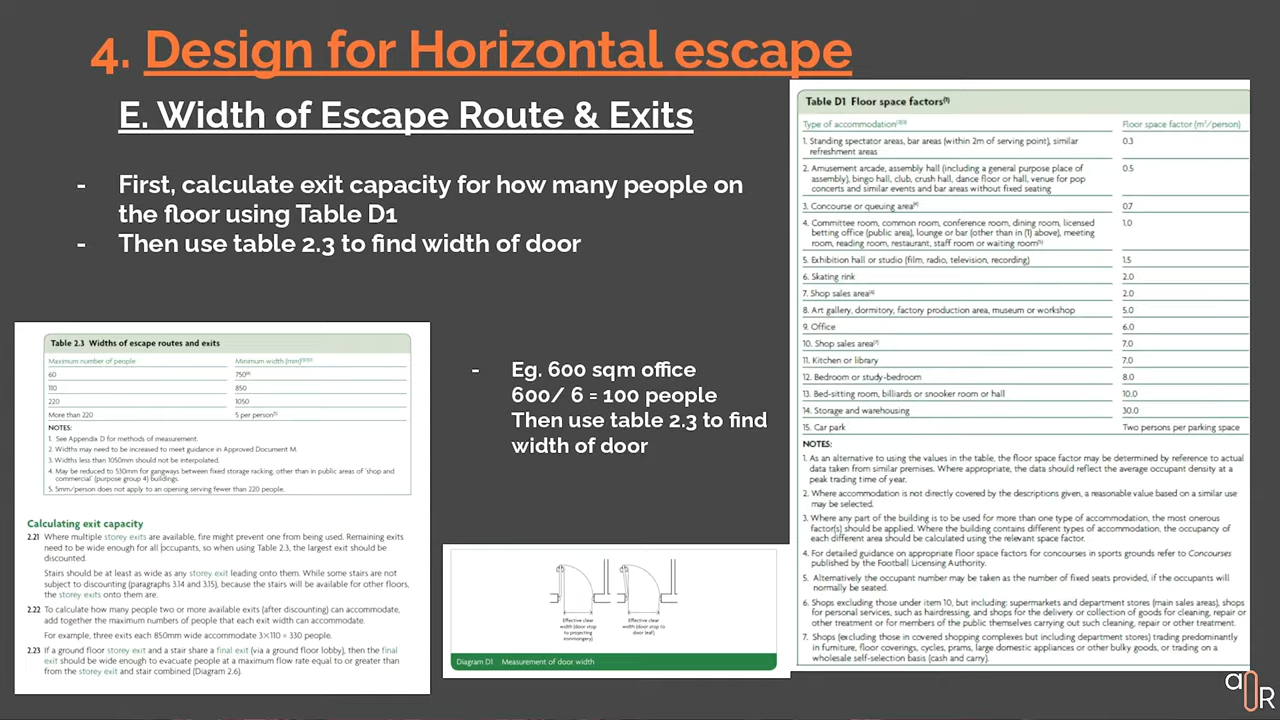 4. Design for Horizontal escape
E. Width of Escape Route & Exits
- First, calculate exit capacity for how many people on
the floor using Table D1
- Then use table 2.3 to find width of door
Table 2.3 Widths of escape routes and exits
Maximum number of people Minimum width (mm)(1)(2)(3)
60 750(4)
110 850
220 1050
More than 220 5 per person(5)
NOTES:
1. See Appendix D for methods of measurement.
2. Widths may need to be increased to meet guidance in Approved Document M.
3. Widths less than 1050mm should not be interpolated.
4. May be reduced to 530mm for gangways between fixed storage racking, other than in public areas of 'shop and
commercial' (purpose group 4) buildings.
5. 5mm/person does not apply to an opening serving fewer than 220 people.
Calculating exit capacity
2.21 Where multiple storey exits are available, fire might prevent one from being used. Remaining exits
need to be wide enough for all occupants, so when using Table 2.3, the largest exit should be
discounted.
Stairs should be at least as wide as any storey exit leading onto them. While some stairs are not
subject to discounting (paragraphs 3.14 and 3.15), because the stairs will be available for other floors,
the storey exits onto them are.
2.22 To calculate how many people two or more available exits (after discounting) can accommodate,
add together the maximum numbers of people that each exit width can accommodate.
For example, three exits each 850mm wide accommodate 3×110 = 330 people.
2.23 If a ground floor storey exit and a stair share a final exit (via a ground floor lobby), then the final
exit should be wide enough to evacuate people at a maximum flow rate equal to or greater than
from the storey exit and stair combined (Diagram 2.6).
- Eg. 600 sqm office
600/ 6 = 100 people
Then use table 2.3 to find
width of door
Effective clear
width (door stop
to projecting
ironmongery)
Effective clear
width (door stop to
door leaf)
Diagram D1 Measurement of door width
Table D1 Floor space factors(1)
Type of accommodation(2)(3) Floor space factor (m²/person)
1. Standing spectator areas, bar areas (within 2m of serving point), similar
refreshment areas 0.3
2. Amusement arcade, assembly hall (including a general purpose place of
assembly), bingo hall, club, crush hall, dance floor or hall, venue for pop
concerts and similar events and bar areas without fixed seating 0.5
3. Concourse or queuing area(4) 0.7
4. Committee room, common room, conference room, dining room, licensed
betting office (public area), lounge or bar (other than in (1) above), meeting
room, reading room, restaurant, staff room or waiting room(5) 1.0
5. Exhibition hall or studio (film, radio, television, recording) 1.5
6. Skating rink 2.0
7. Shop sales area(6) 2.0
8. Art gallery, dormitory, factory production area, museum or workshop 5.0
9. Office 6.0
10. Shop sales area(7) 7.0
11. Kitchen or library 7.0
12. Bedroom or study-bedroom 8.0
13. Bed-sitting room, billiards or snooker room or hall 10.0
14. Storage and warehousing 30.0
15. Car park Two persons per parking space
NOTES:
1. As an alternative to using the values in the table, the floor space factor may be determined by reference to actual
data taken from similar premises. Where appropriate, the data should reflect the average occupant density at a
peak trading time of year.
2. Where accommodation is not directly covered by the descriptions given, a reasonable value based on a similar use
may be selected.
3. Where any part of the building is to be used for more than one type of accommodation, the most onerous
factor(s) should be applied. Where the building contains different types of accommodation, the occupancy of
each different area should be calculated using the relevant space factor.
4. For detailed guidance on appropriate floor space factors for concourses in sports grounds refer to Concourses
published by the Football Licensing Authority.
5. Alternatively the occupant number may be taken as the number of fixed seats provided, if the occupants will
normally be seated.
6. Shops excluding those under item 10, but including: supermarkets and department stores (main sales areas), shops
for personal services, such as hairdressing, and shops for the delivery or collection of goods for cleaning, repair or
other treatment or for members of the public themselves carrying out such cleaning, repair or other treatment.
7. Shops (excluding those in covered shopping complexes but including department stores) trading predominantly
in furniture, floor coverings, cycles, prams, large domestic appliances or other bulky goods, or trading on a
wholesale self-selection basis (cash and carry).